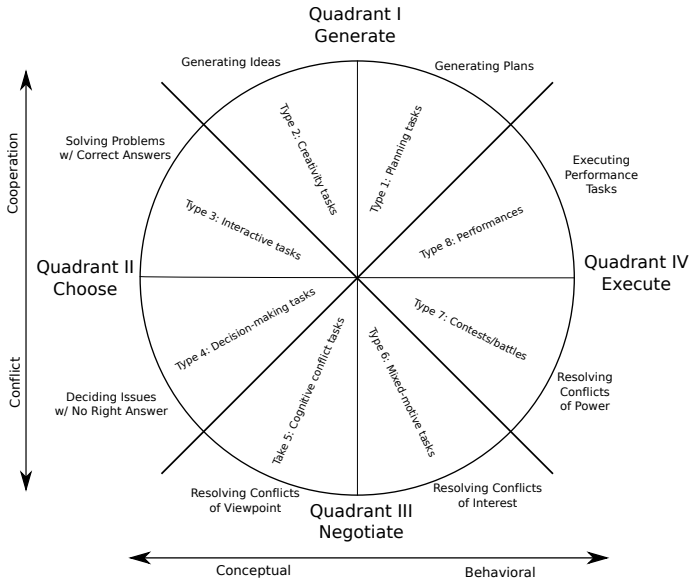 Quadrant I
Generate
Generating Ideas
Generating Plans
Type 2: Creativity tasks
Type 1: Planning tasks
Solving Problems
w/ Correct Answers
Executing
Performance
Tasks
Cooperation
Type 3: Interactive tasks
Type 8: Performances
Quadrant II
Choose
Quadrant IV
Execute
Type 4: Decision-making tasks
Type 7: Contests/battles
Conflict
Take 5: Cognitive conflict tasks
Type 6: Mixed-motive tasks
Deciding Issues
w/ No Right Answer
Resolving
Conflicts
of Power
Resolving Conflicts
of Viewpoint
Resolving Conflicts
of Interest
Quadrant III
Negotiate
Conceptual
Behavioral